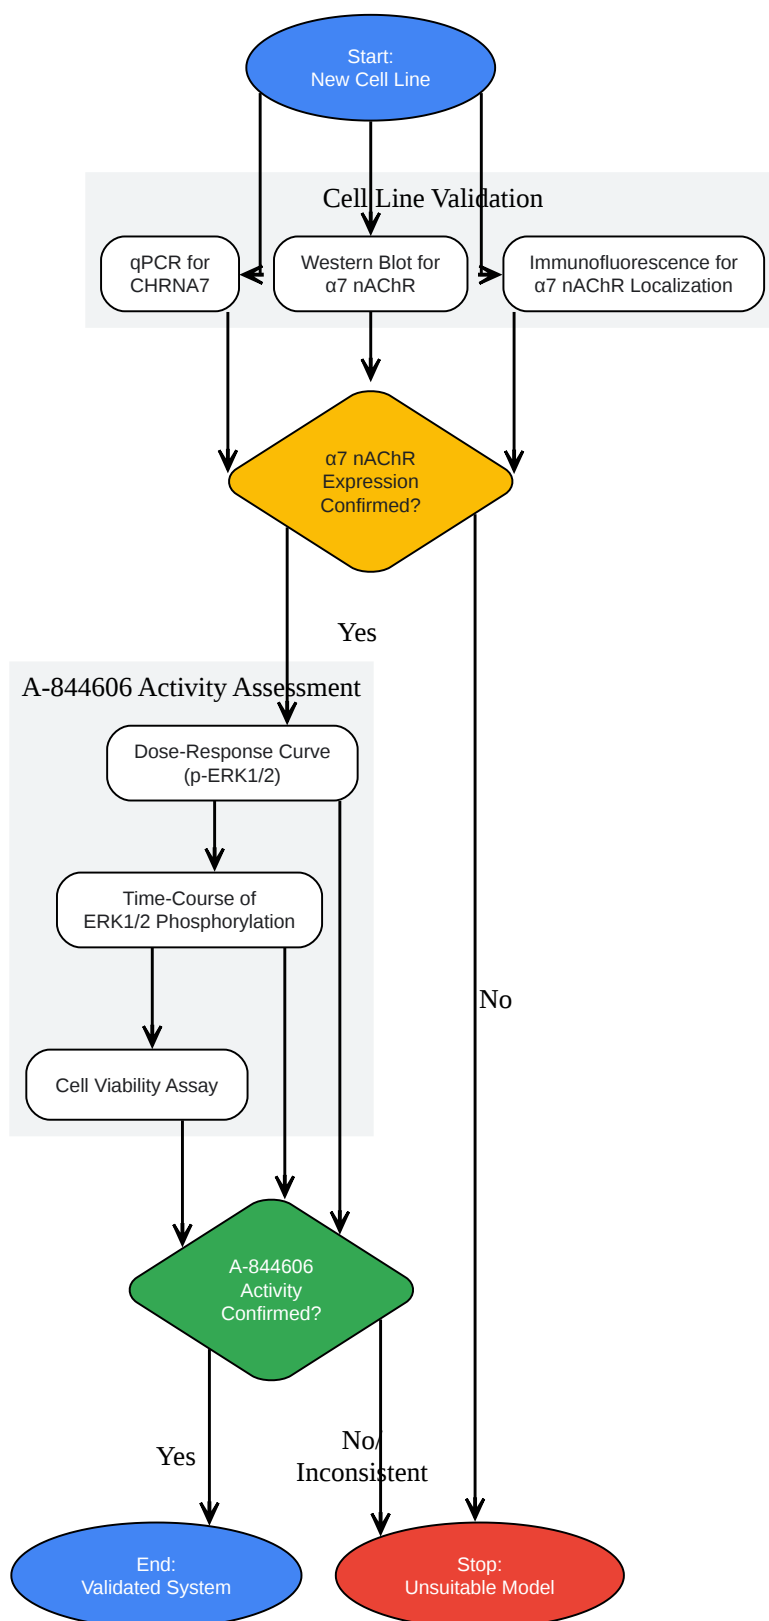 Start:
New Cell Line
Cell Line Validation
qPCR for
CHRNA7
Western Blot for
α7 nAChR
Immunofluorescence for
α7 nAChR Localization
α7 nAChR
Expression
Confirmed?
Yes
A-844606 Activity Assessment
Dose-Response Curve
(p-ERK1/2)
Time-Course of
ERK1/2 Phosphorylation
No
Cell Viability Assay
A-844606
Activity
Confirmed?
Yes
No/
Inconsistent
End:
Validated System
Stop:
Unsuitable Model